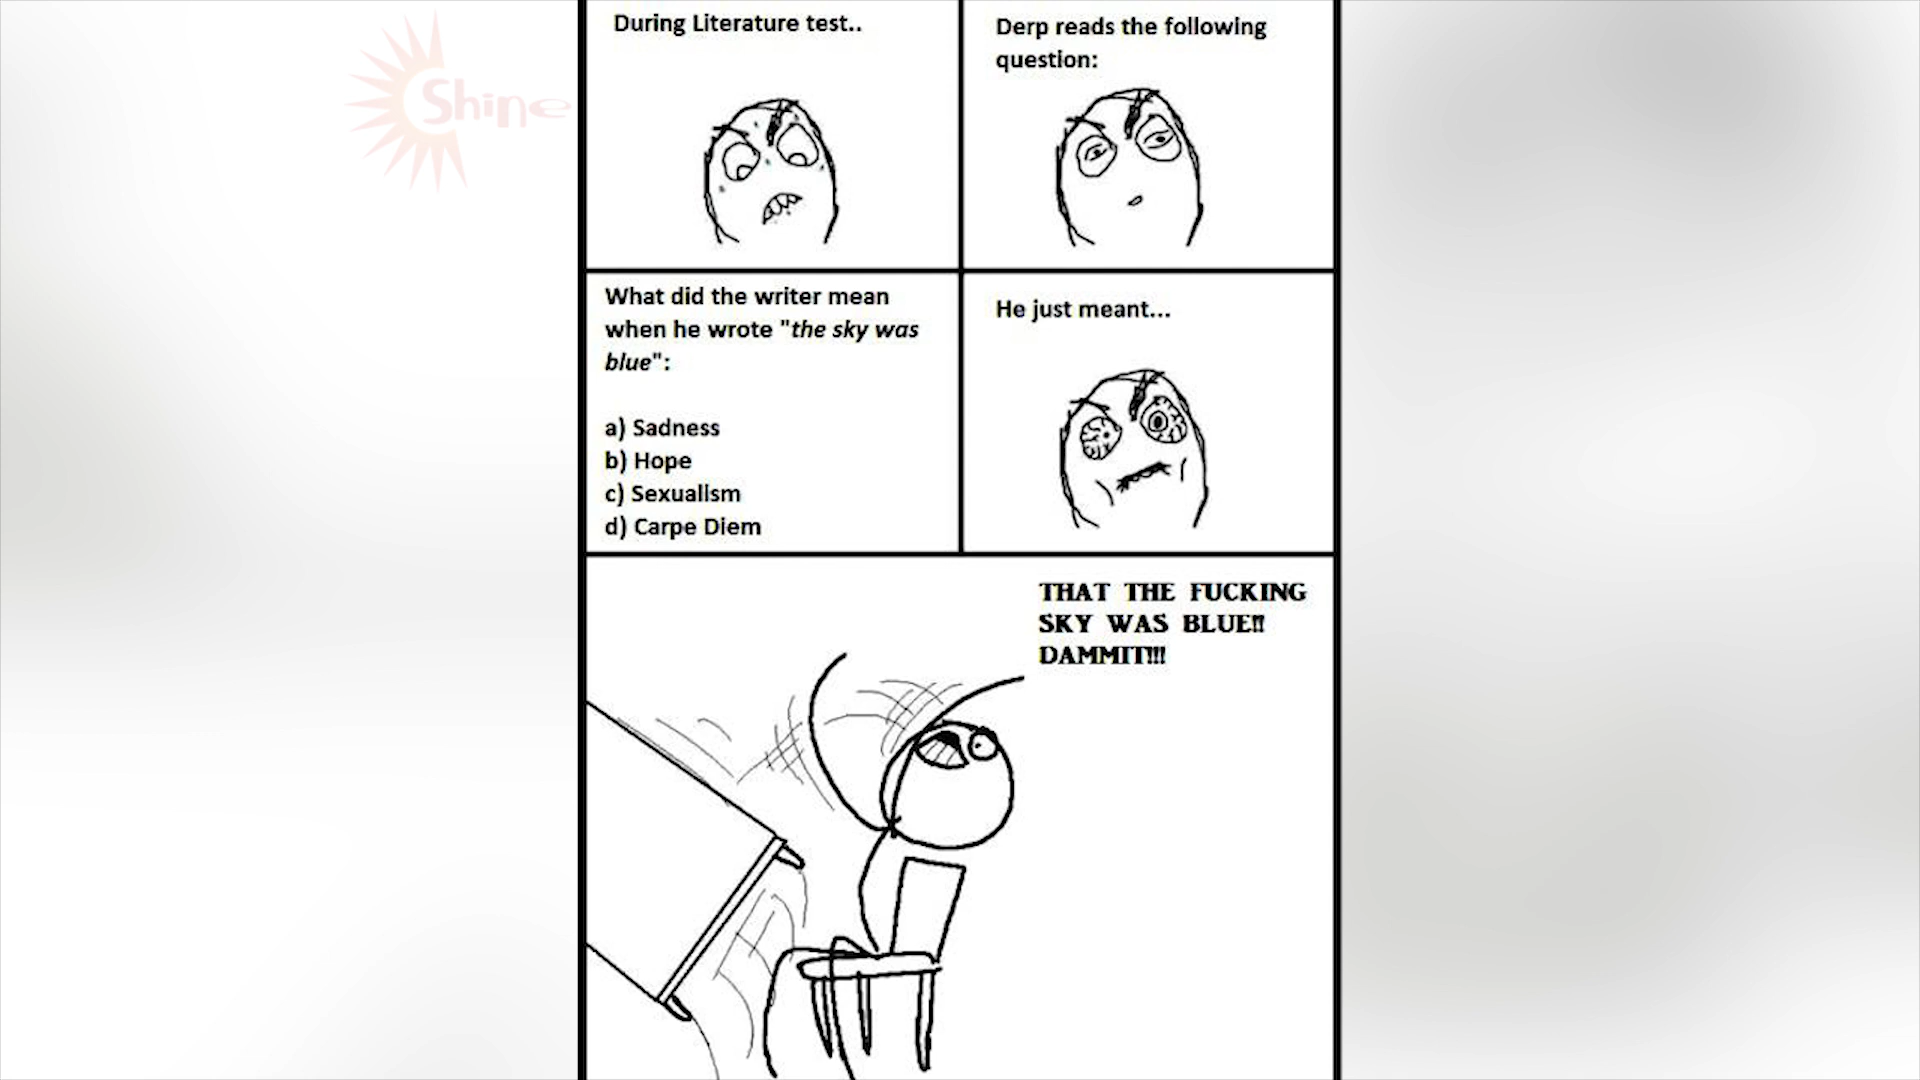 Shine
During Literature test..
Derp reads the following
question:
What did the writer mean
when he wrote "the sky was
blue":
a) Sadness
b) Hope
c) Sexualism
d) Carpe Diem
He just meant...
THAT THE FUCKING
SKY WAS BLUE!!
DAMMIT!!!